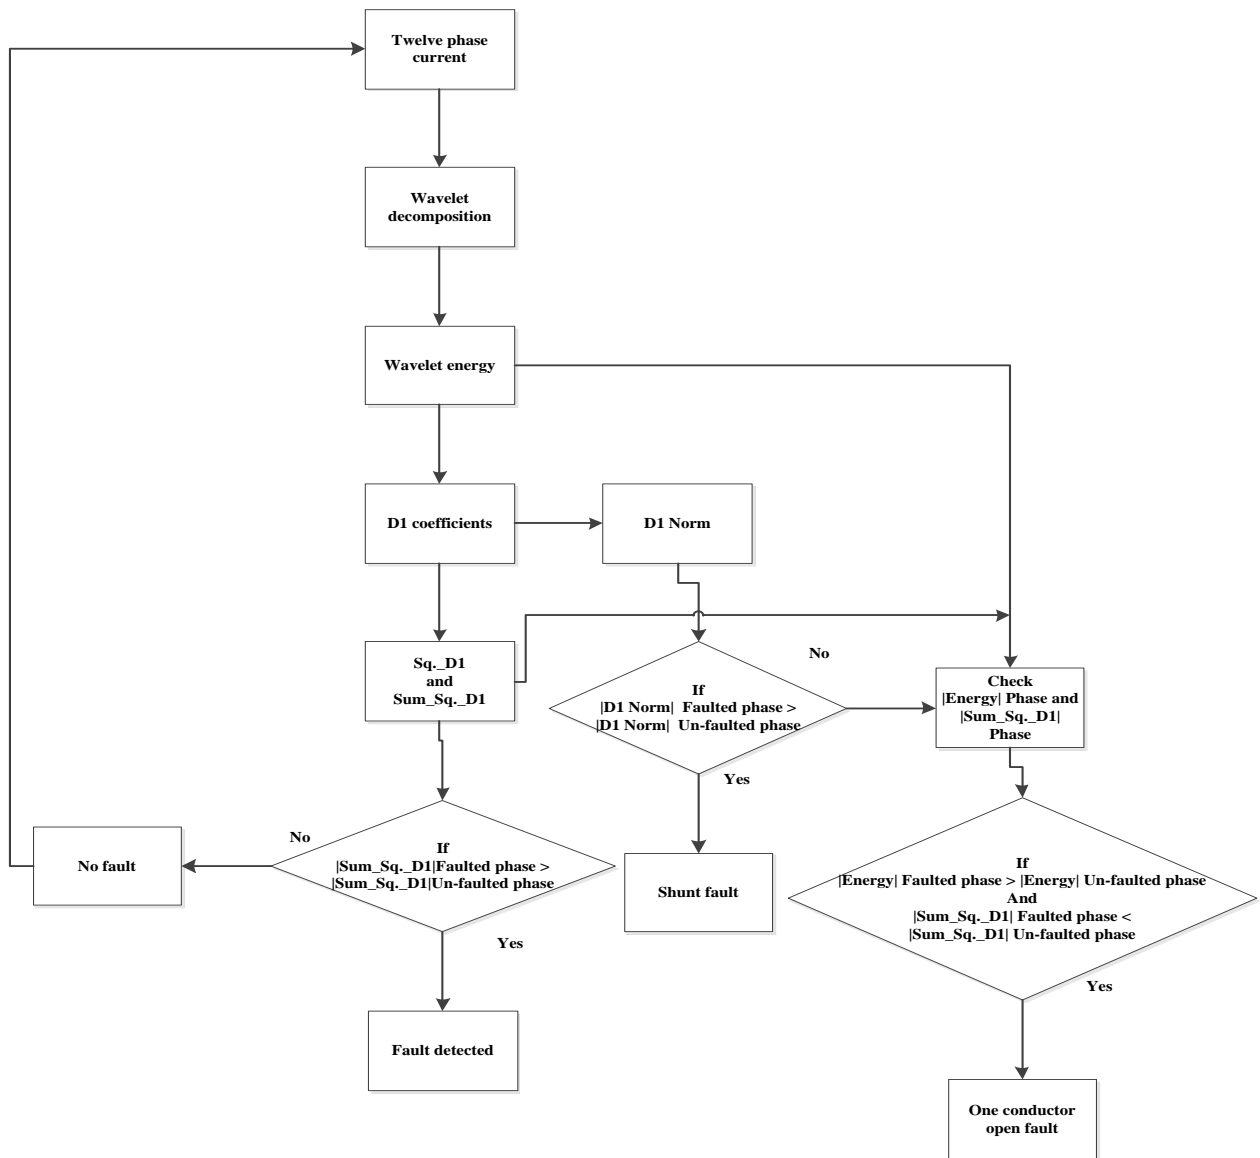 Twelve phase
current
Wavelet
decomposition
Wavelet energy
D1 coefficients
D1 Norm
Sq._D1
and
Sum_Sq._D1
If
|D1 Norm|  Faulted phase >
|D1 Norm|  Un-faulted phase
No
Yes
Check
|Energy| Phase and
|Sum_Sq._D1|
Phase
No fault
No
If
|Sum_Sq._D1|Faulted phase >
|Sum_Sq._D1|Un-faulted phase
Yes
Shunt fault
If
|Energy| Faulted phase > |Energy| Un-faulted phase
And
|Sum_Sq._D1| Faulted phase <
|Sum_Sq._D1| Un-faulted phase
Yes
Fault detected
One conductor
open fault